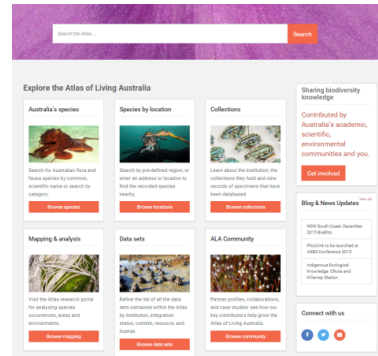 Search the Atlas ...
Search
Explore the Atlas of Living Australia
Australia's species
Search for Australian flora and
fauna species by common,
scientific name or search by
category.
Browse species
Species by location
Search by pre-defined region, or
enter an address or location to
find the recorded species
nearby.
Browse locations
Collections
Learn about the institution, the
collections they hold and view
records of specimens that have
been databased.
Browse collections
Mapping & analysis
Visit the Atlas research portal
for analysing species
occurrences, areas and
environments.
Browse mapping
Data sets
Refine the list of all the data
sets contained within the Atlas
by institution, integration
status, content, resource, and
license
Browse data sets
ALA Community
Partner profiles, collaborations,
and case studies: see how our
key contributors help grow the
Atlas of Living Australia.
Browse community
Sharing biodiversity
knowledge
Contributed by
Australia's academic,
scientific,
environmental
communities and you.
Get involved
Blog & News Updates
View all
NSW South Coast: December
2015 BioBlitz
Phylolink to be launched at
ASBS Conference 2015
Indigenous Ecological
Knowledge: Olkola and
Killarney Station
Connect with us